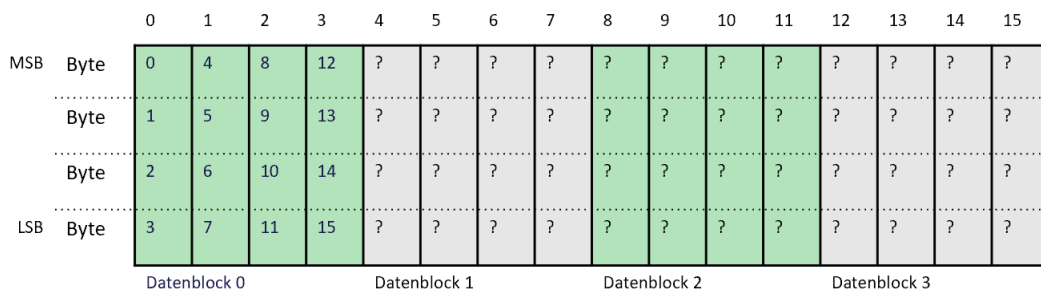 0 1 2 3 4 5 6 7 8 9 10 11 12 13 14 15
MSB Byte 0 4 8 12 ? ? ? ? ? ? ? ? ? ? ? ?
Byte 1 5 9 13 ? ? ? ? ? ? ? ? ? ? ? ?
Byte 2 6 10 14 ? ? ? ? ? ? ? ? ? ? ? ?
LSB Byte 3 7 11 15 ? ? ? ? ? ? ? ? ? ? ? ?
Datenblock 0 Datenblock 1 Datenblock 2 Datenblock 3